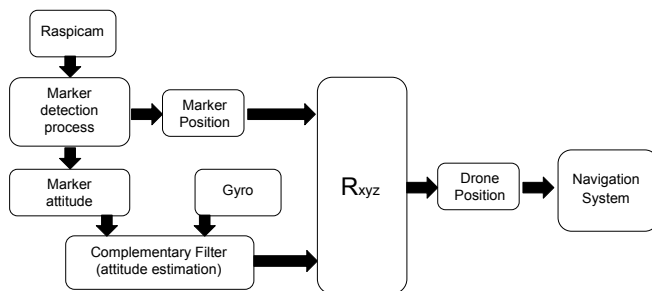 Raspicam
Marker
detection
process
Marker
Position
Marker
attitude
Gyro
Complementary Filter
(attitude estimation)
Rxyz
Drone
Position
Navigation
System